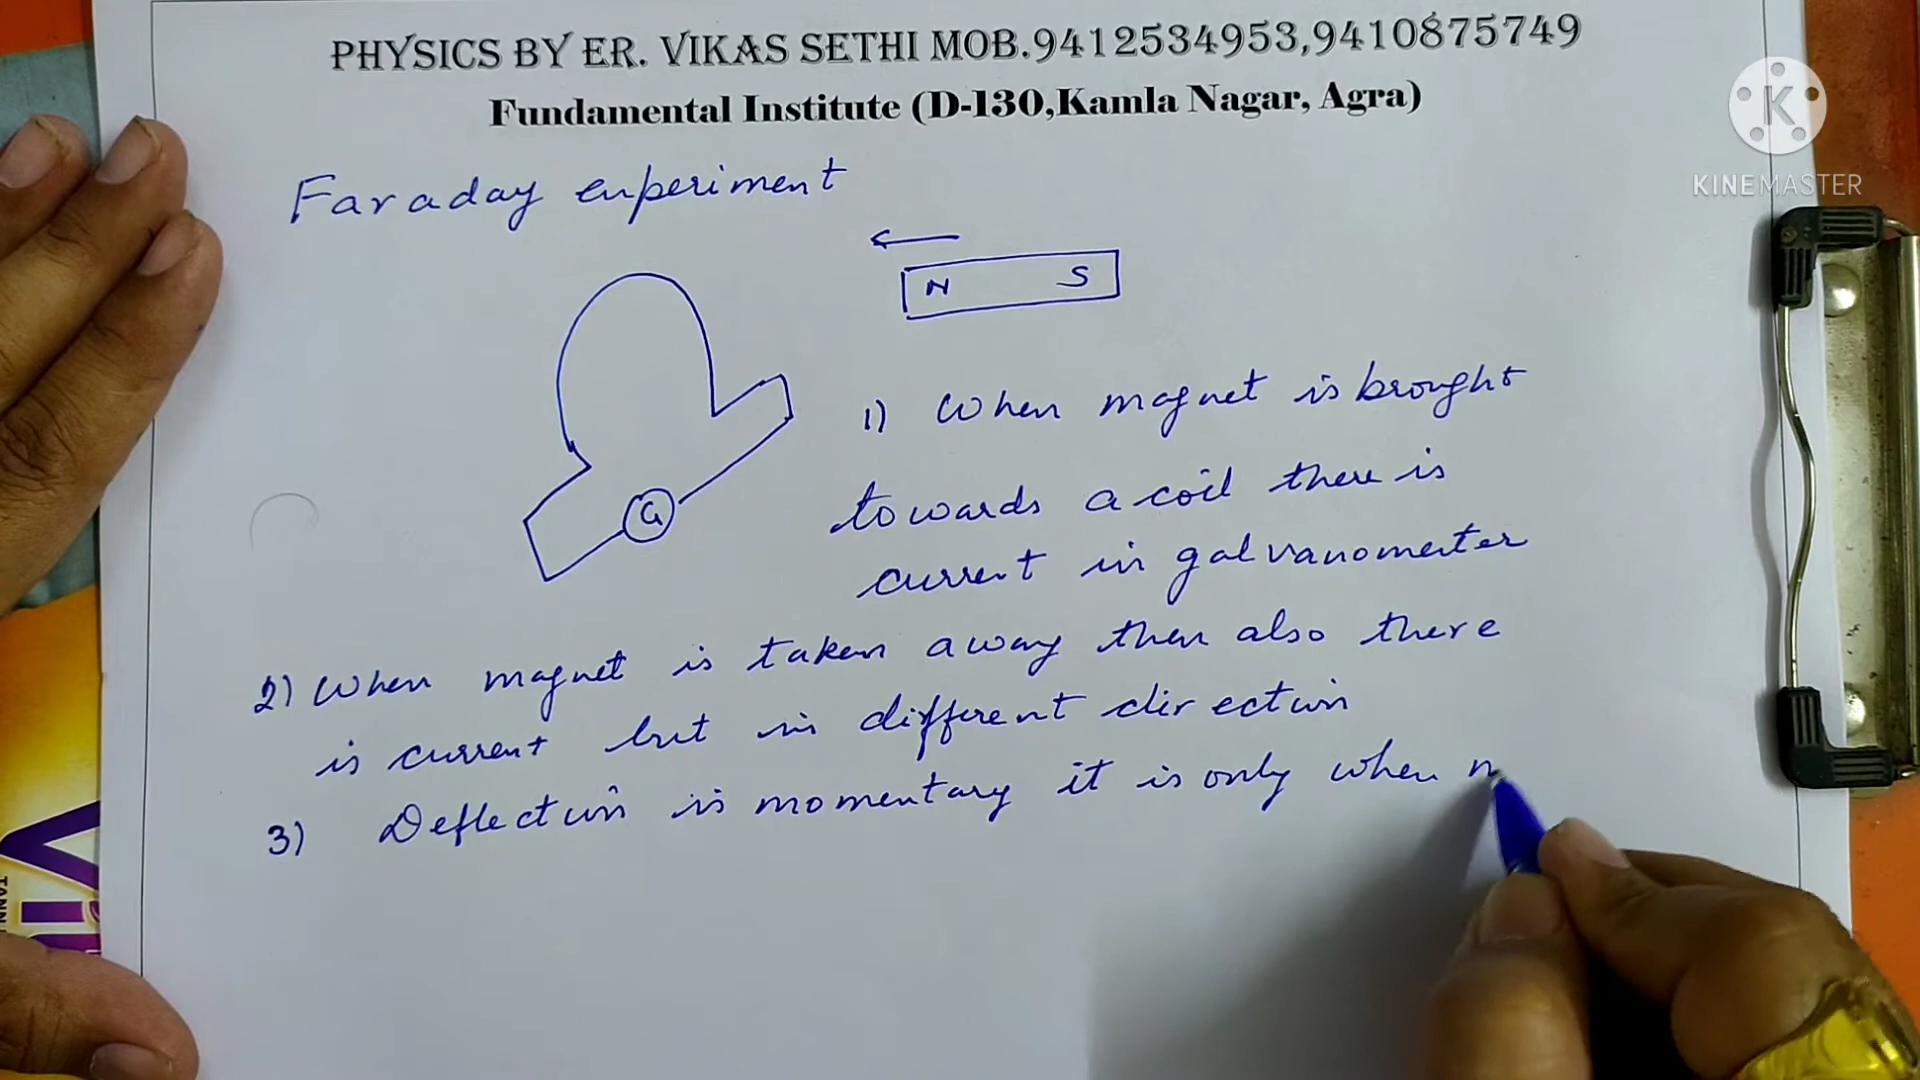 PHYSICS BY ER. VIKAS SETHI MOB.9412534953,9410875749
Fundamental Institute (D-130,Kamla Nagar, Agra)
K
KINEMASTER
Faraday enperiment
N S
G
1) When magnet is brought
towards a coil there is
current in galvanometer
2) When magnet is taken away then also there
is current but in different direction
3) Deflection is momentary it is only when